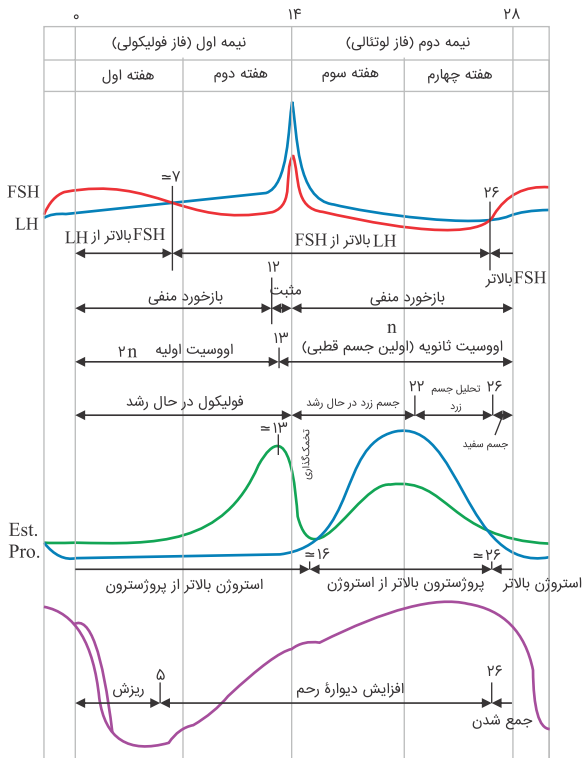 ۰ ۱۴ ۲۸
نیمه اول (فاز فولیکولی) نیمه دوم (فاز لوتئالی)
هفته اول هفته دوم هفته سوم هفته چهارم
≃۷ ۲۶
FSH
LH
FSH بالاتر از LH
LH بالاتر از FSH
FSH بالاتر
۱۲
بازخورد منفی مثبت بازخورد منفی
۱۳ n
۲n اووسیت اولیه اووسیت ثانویه (اولین جسم قطبی)
فولیکول در حال رشد جسم زرد در حال رشد ۲۲ تحلیل جسم زرد ۲۶
جسم سفید
≃۱۳
تخمک‌گذاری
Est.
Pro.
≃۱۶ ≃۲۶
استروژن بالاتر از پروژسترون پروژسترون بالاتر از استروژن استروژن بالاتر
۵ ۲۶
ریزش افزایش دیوارهٔ رحم
جمع شدن